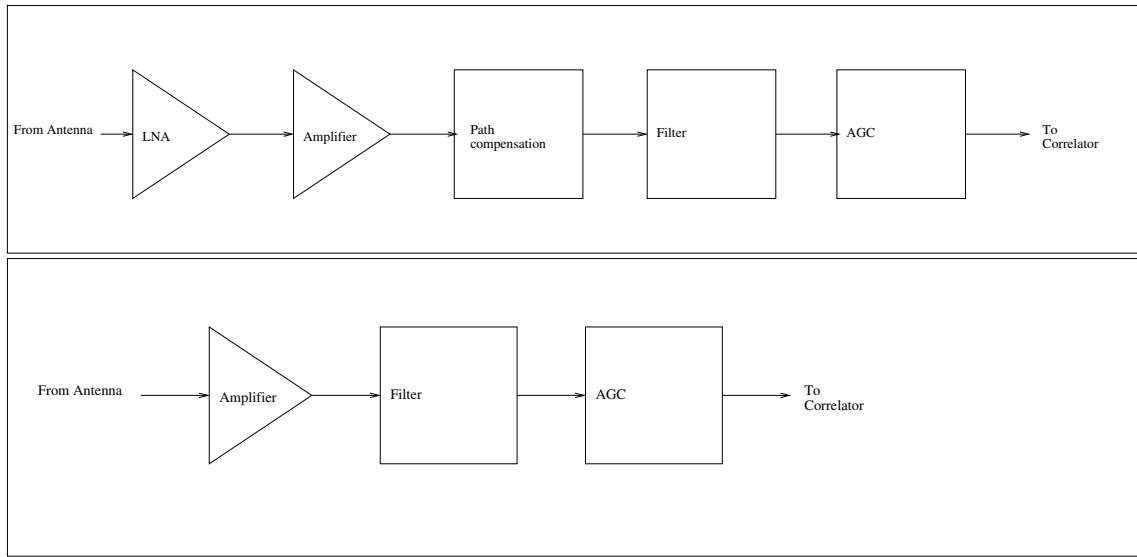 From Antenna
LNA
Amplifier
Path
compensation
Filter
AGC
To
Correlator
From Antenna
Amplifier
Filter
AGC
To
Correlator